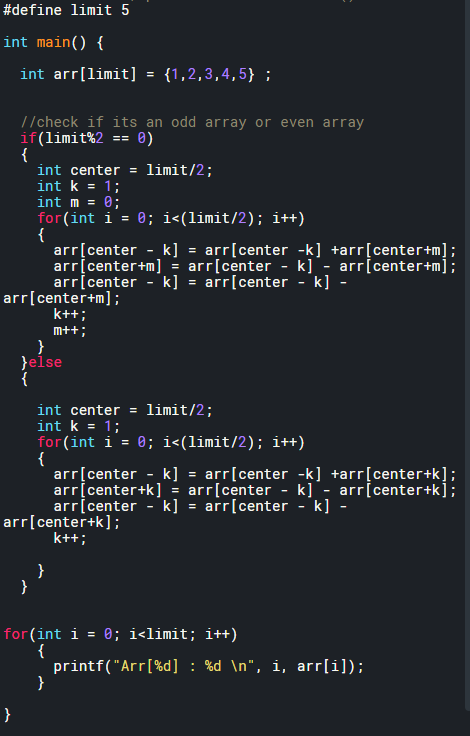 #define limit 5
int main() {
int arr[limit] = {1,2,3,4,5} ;
//check if its an odd array or even array
if(limit%2 == 0)
{
int center = limit/2;
int k = 1;
int m = 0;
for(int i = 0; i<(limit/2); i++)
{
arr[center - k] = arr[center -k] +arr[center+m];
arr[center+m] = arr[center - k] - arr[center+m];
arr[center - k] = arr[center - k] -
arr[center+m];
k++;
m++;
}
}else
{
int center = limit/2;
int k = 1;
for(int i = 0; i<(limit/2); i++)
{
arr[center - k] = arr[center -k] +arr[center+k];
arr[center+k] = arr[center - k] - arr[center+k];
arr[center - k] = arr[center - k] -
arr[center+k];
k++;
}
}
for(int i = 0; i<limit; i++)
{
printf("Arr[%d] : %d \n", i, arr[i]);
}
}